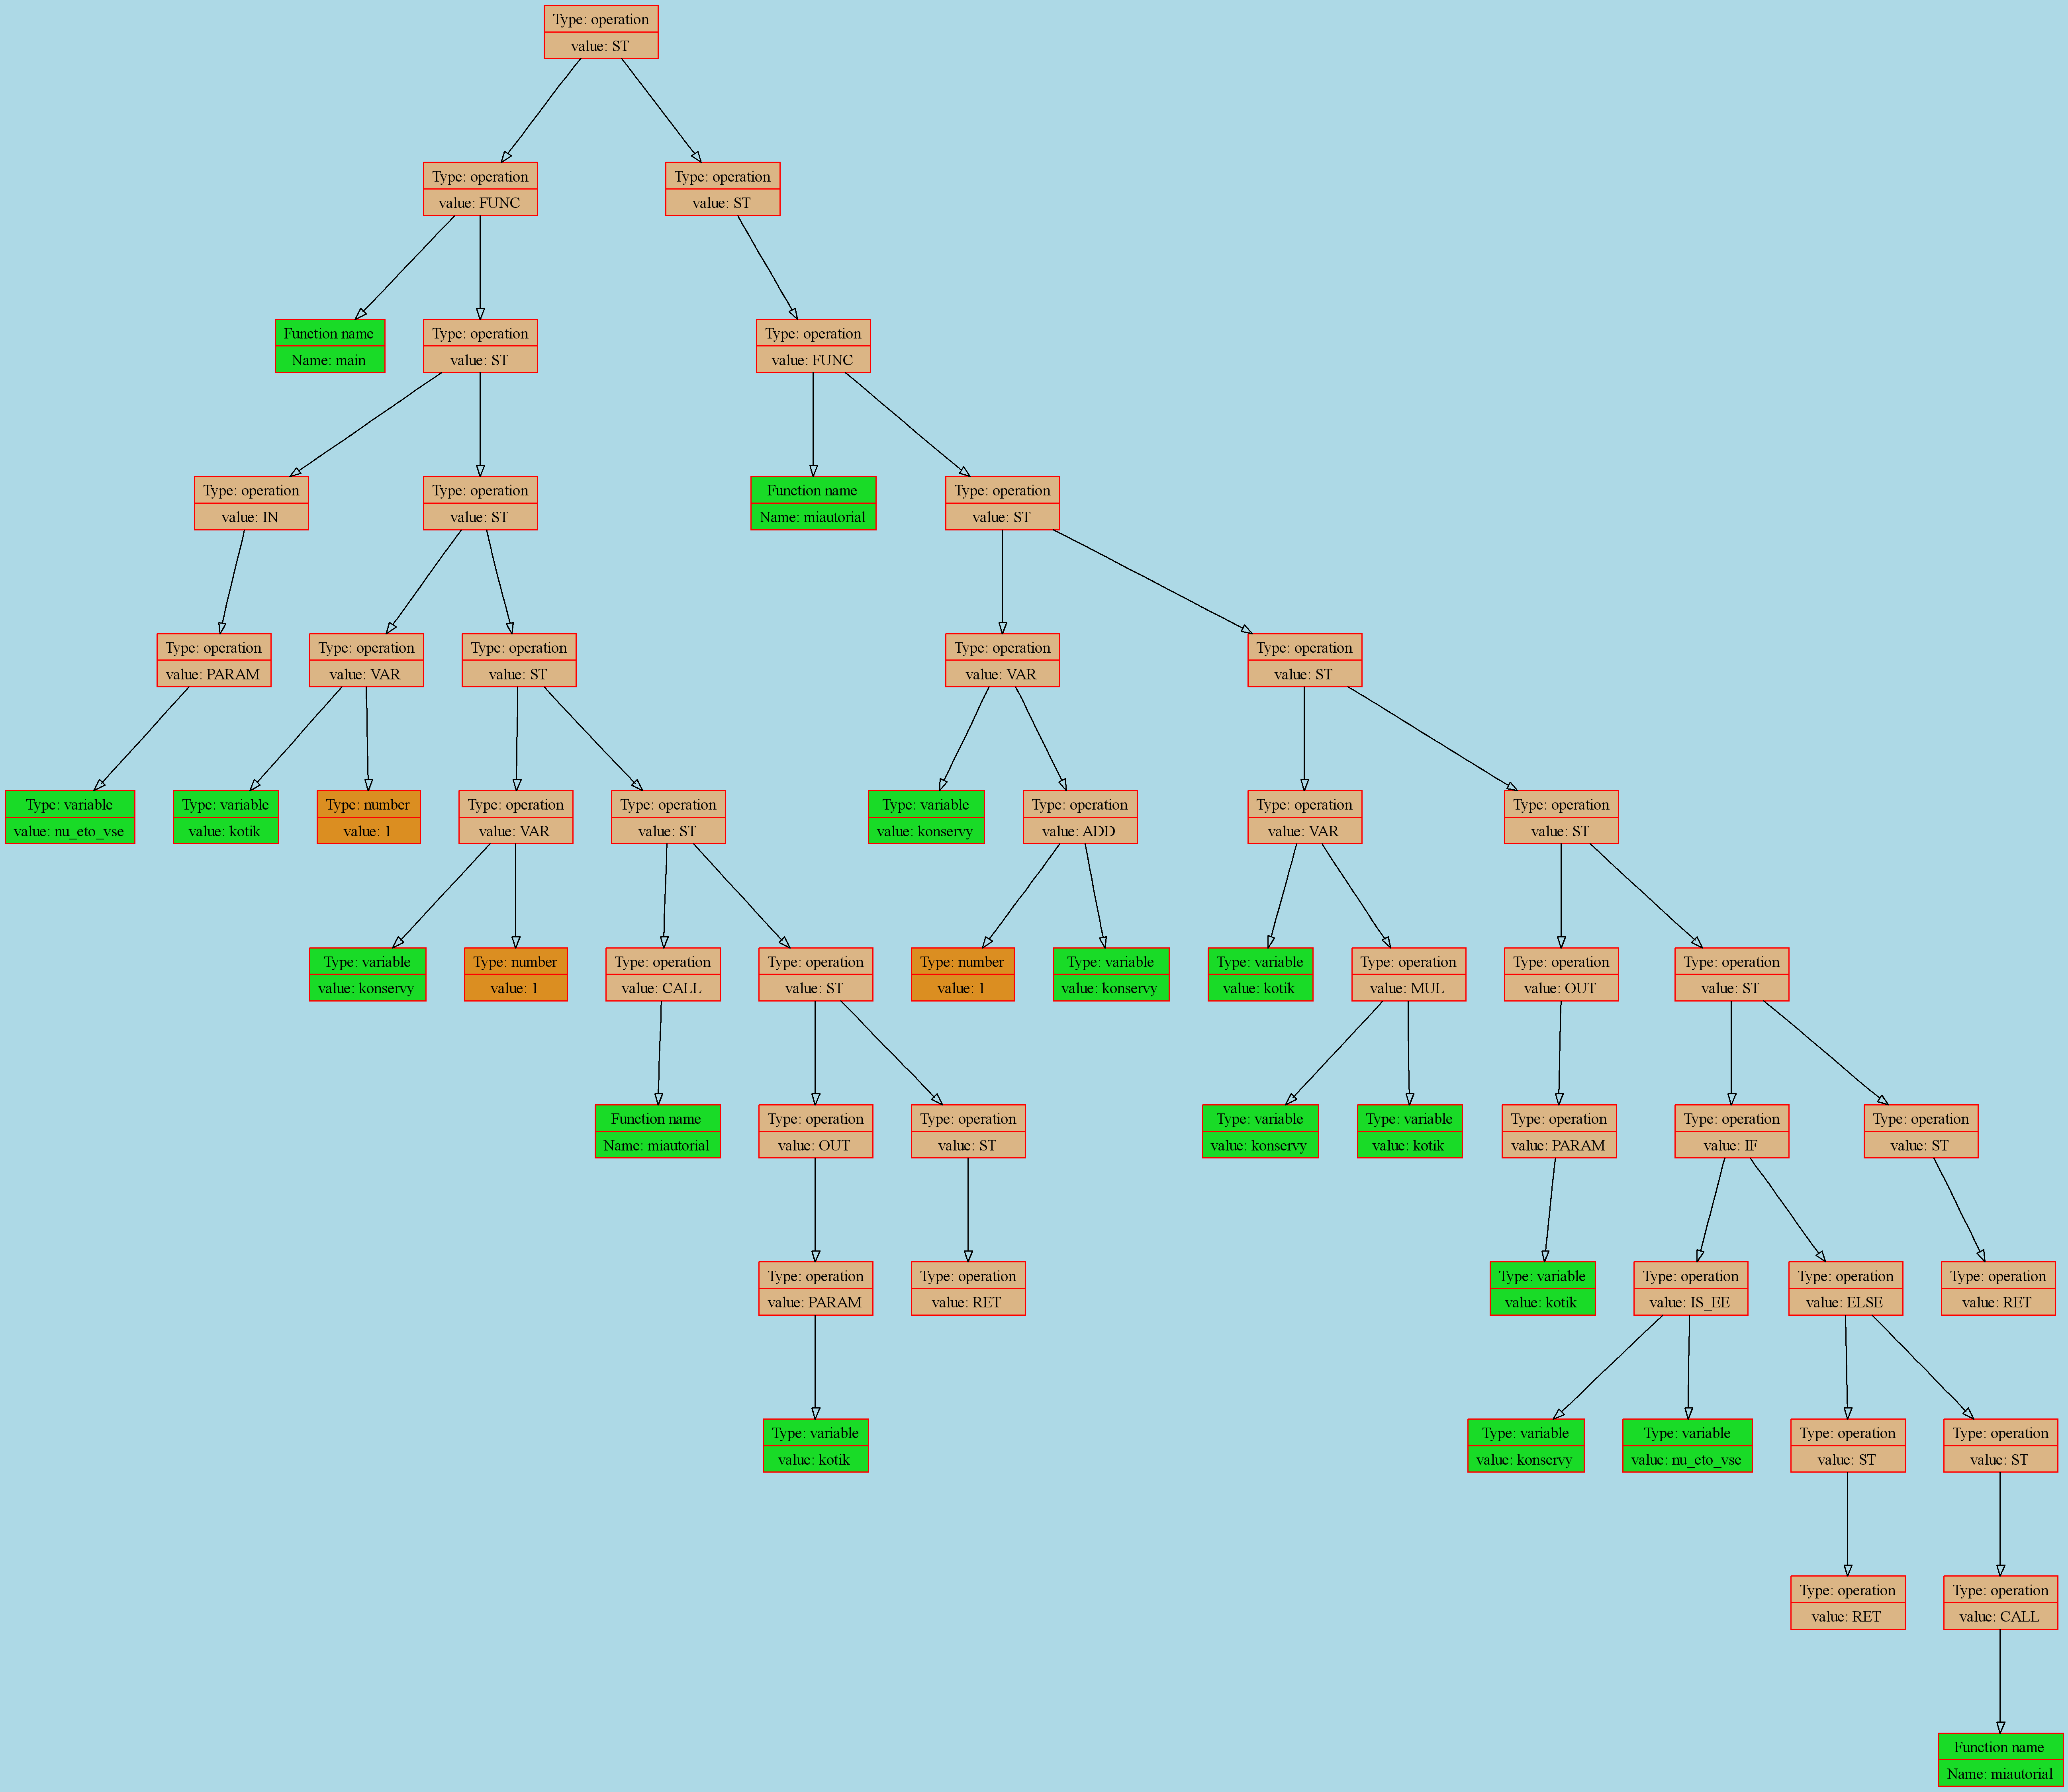 Type: operation
value: ST
Type: operation
value: FUNC
Type: operation
value: ST
Function name
Name: main
Type: operation
value: ST
Type: operation
value: FUNC
Type: operation
value: IN
Type: operation
value: ST
Function name
Name: miautorial
Type: operation
value: ST
Type: operation
value: PARAM
Type: operation
value: VAR
Type: operation
value: ST
Type: operation
value: VAR
Type: operation
value: ST
Type: variable
value: nu_eto_vse
Type: variable
value: kotik
Type: number
value: 1
Type: operation
value: VAR
Type: operation
value: ST
Type: variable
value: konservy
Type: operation
value: ADD
Type: operation
value: VAR
Type: operation
value: ST
Type: variable
value: konservy
Type: number
value: 1
Type: operation
value: CALL
Type: operation
value: ST
Type: number
value: 1
Type: variable
value: konservy
Type: variable
value: kotik
Type: operation
value: MUL
Type: operation
value: OUT
Type: operation
value: ST
Function name
Name: miautorial
Type: operation
value: OUT
Type: operation
value: ST
Type: variable
value: konservy
Type: variable
value: kotik
Type: operation
value: PARAM
Type: operation
value: IF
Type: operation
value: ST
Type: operation
value: PARAM
Type: operation
value: RET
Type: variable
value: kotik
Type: operation
value: IS_EE
Type: operation
value: ELSE
Type: operation
value: RET
Type: variable
value: kotik
Type: variable
value: konservy
Type: variable
value: nu_eto_vse
Type: operation
value: ST
Type: operation
value: ST
Type: operation
value: RET
Type: operation
value: CALL
Function name
Name: miautorial